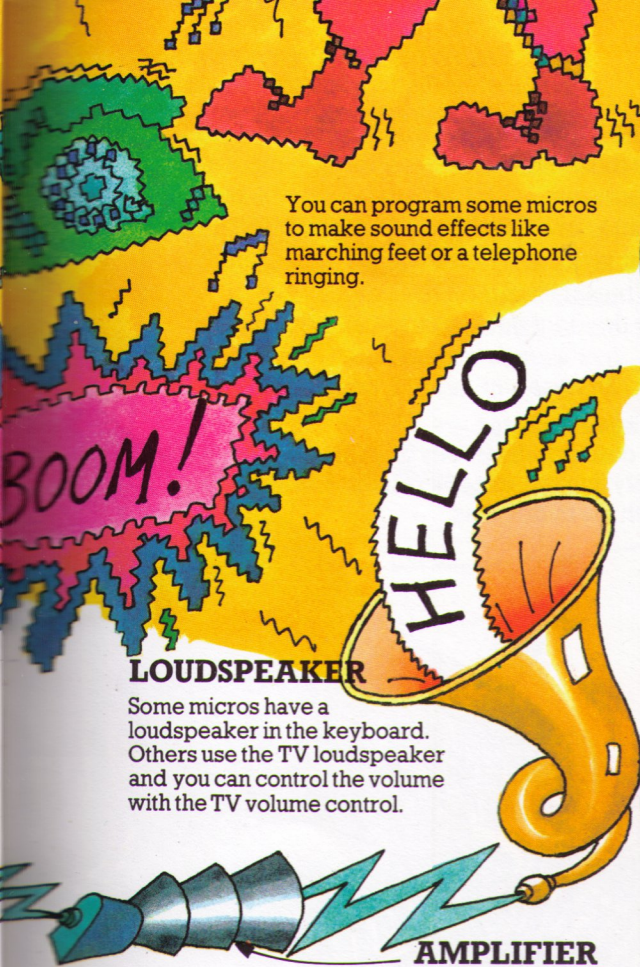 You can program some micros
to make sound effects like
marching feet or a telephone
ringing.
HELLO
BOOM!
LOUDSPEAKER
Some micros have a
loudspeaker in the keyboard.
Others use the TV loudspeaker
and you can control the volume
with the TV volume control.
AMPLIFIER